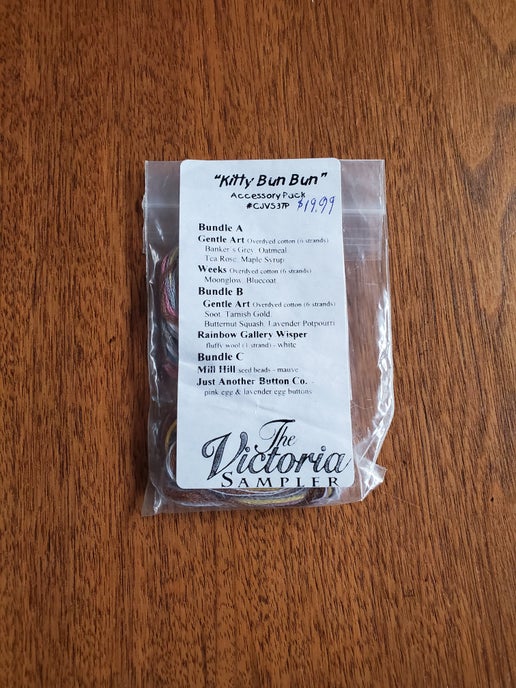 "Kitty Bun Bun"
Accessory Pack
#CJVS37P $19.99
Bundle A
Gentle Art Overdyed cotton (6 strands)
Banker's Grey, Oatmeal
Tea Rose, Maple Syrup
Weeks Overdyed cotton (6 strands)
Moonglow, Bluecoat
Bundle B
Gentle Art Overdyed cotton (6 strands)
Soot, Tarnish Gold
Butternut Squash, Lavender Potpourri
Rainbow Gallery Wisper
fluffy wool (1 strand) - white
Bundle C
Mill Hill seed beads - mauve
Just Another Button Co. -
pink egg & lavender egg buttons
The
Victoria
SAMPLER